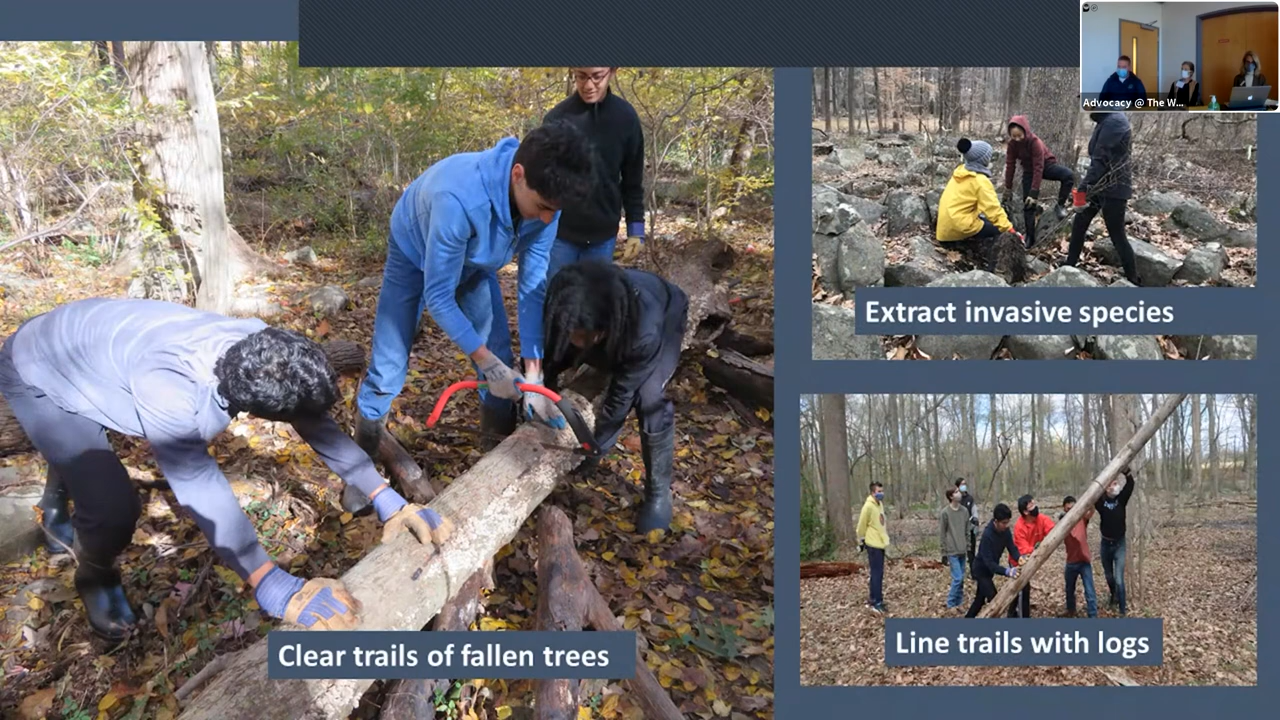 Advocacy @ The W...
Extract invasive species
Clear trails of fallen trees
Line trails with logs